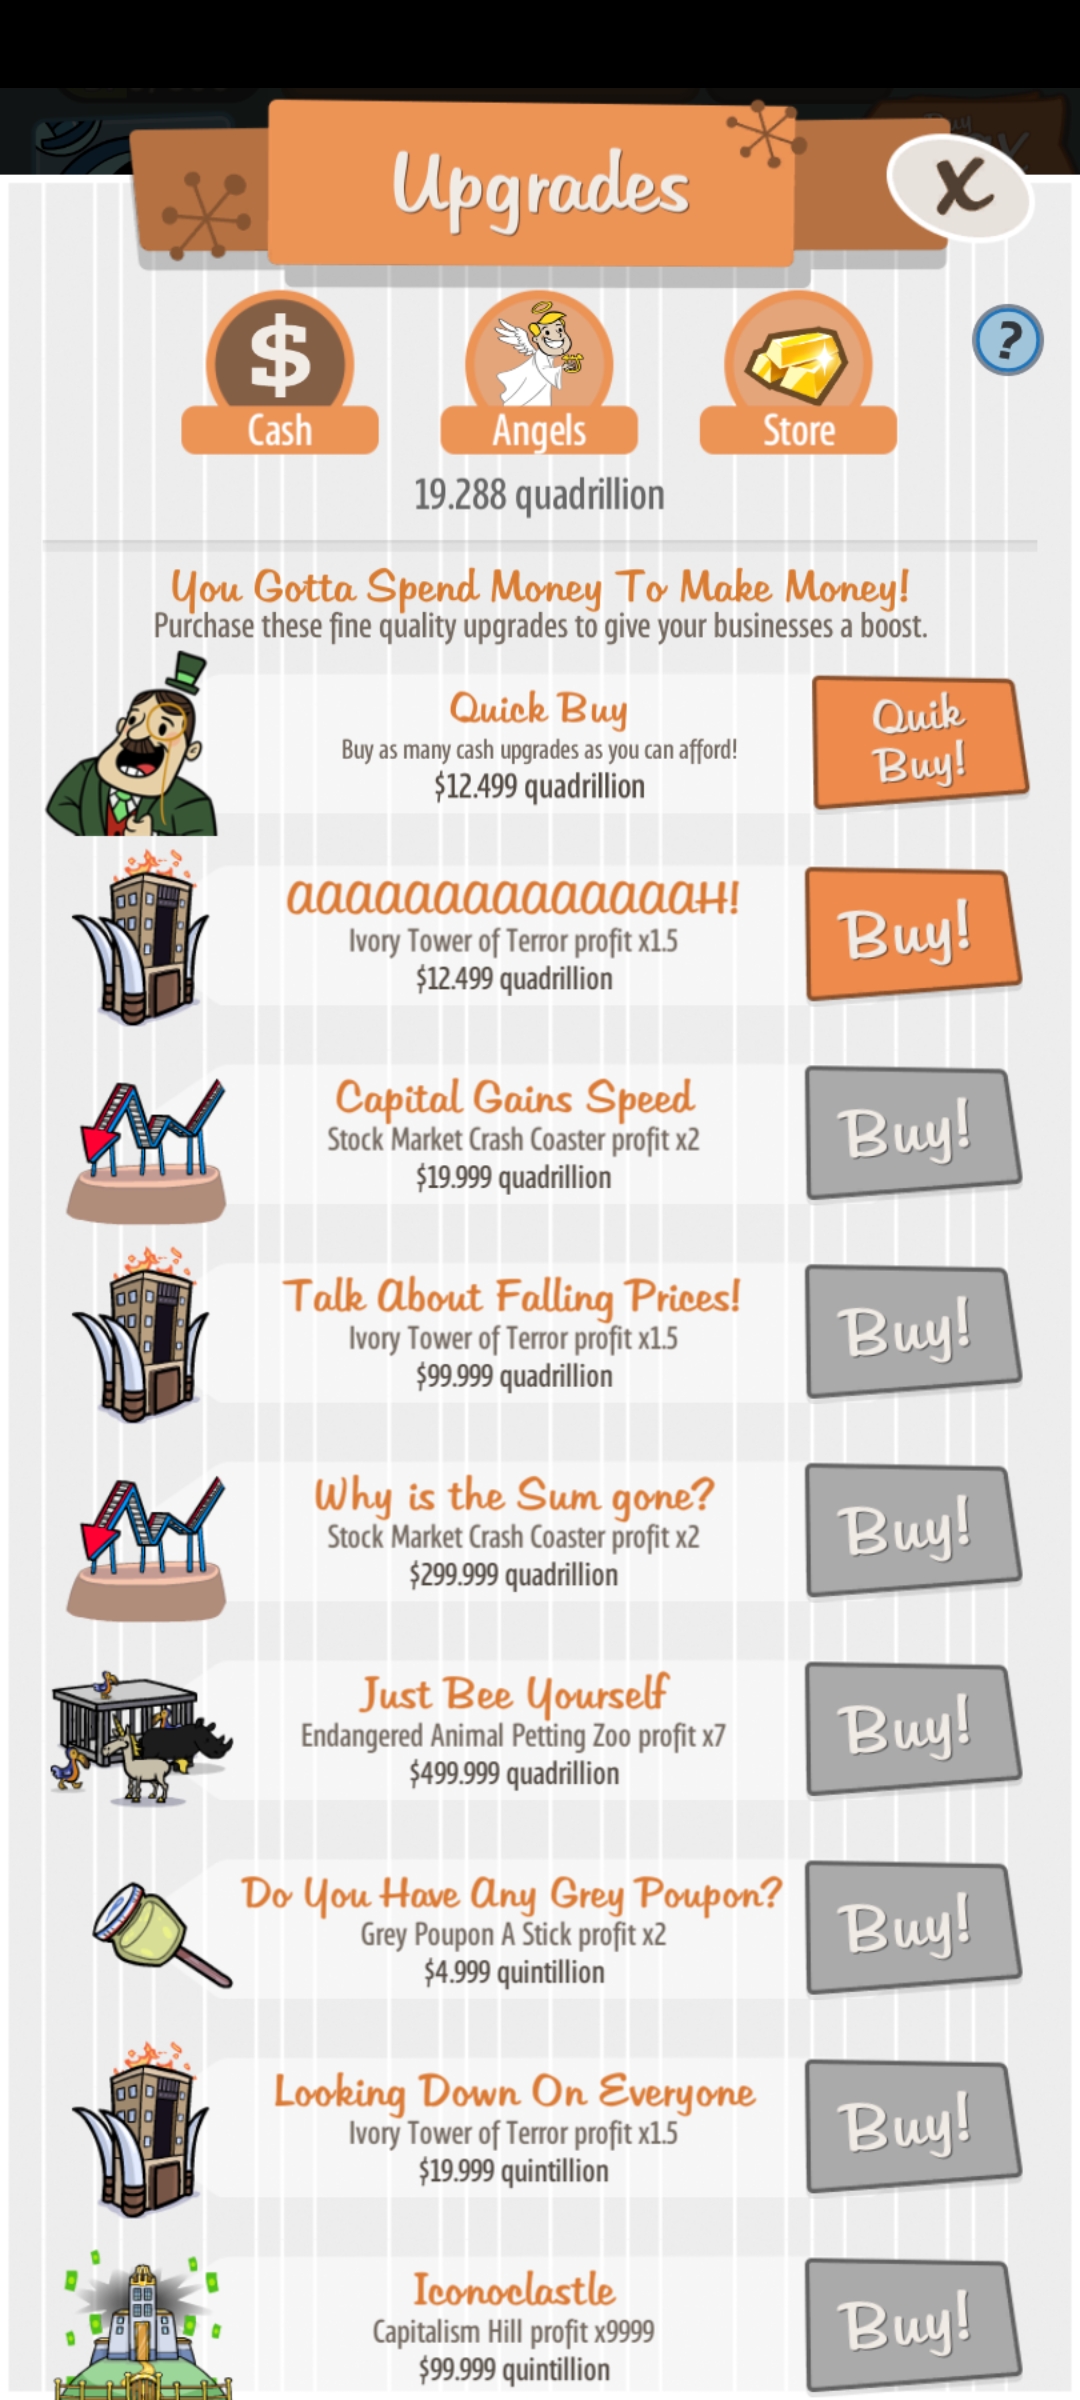 Upgrades
X
?
$
Cash
Angels
Store
19.288 quadrillion
You Gotta Spend Money To Make Money!
Purchase these fine quality upgrades to give your businesses a boost.
Quick Buy
Buy as many cash upgrades as you can afford!
$12.499 quadrillion
Quik
Buy!
aaaaaaaaaaaaaaH!
Ivory Tower of Terror profit x1.5
$12.499 quadrillion
Buy!
Capital Gains Speed
Stock Market Crash Coaster profit x2
$19.999 quadrillion
Buy!
Talk About Falling Prices!
Ivory Tower of Terror profit x1.5
$99.999 quadrillion
Buy!
Why is the Sum gone?
Stock Market Crash Coaster profit x2
$299.999 quadrillion
Buy!
Just Bee Yourself
Endangered Animal Petting Zoo profit x7
$499.999 quadrillion
Buy!
Do You Have Any Grey Poupon?
Grey Poupon A Stick profit x2
$4.999 quintillion
Buy!
Looking Down On Everyone
Ivory Tower of Terror profit x1.5
$19.999 quintillion
Buy!
Iconoclastle
Capitalism Hill profit x9999
$99.999 quintillion
Buy!